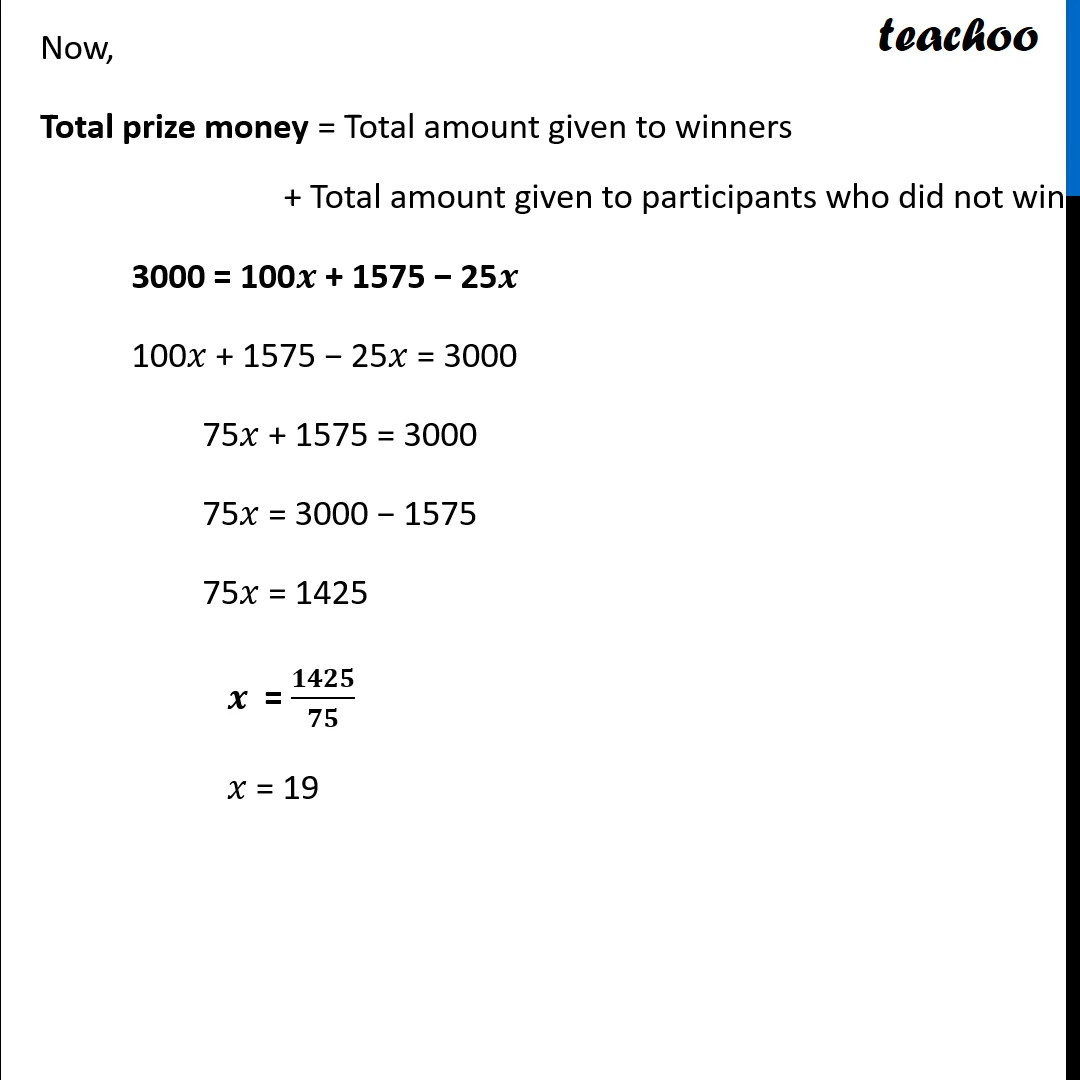 teachoo
Now,
Total prize money = Total amount given to winners
+ Total amount given to participants who did not win
3000 = 100𝒙 + 1575 − 25𝒙
100𝑥 + 1575 − 25𝑥 = 3000
75𝑥 + 1575 = 3000
75𝑥 = 3000 − 1575
75𝑥 = 1425
𝒙 = 1425/75
𝑥 = 19